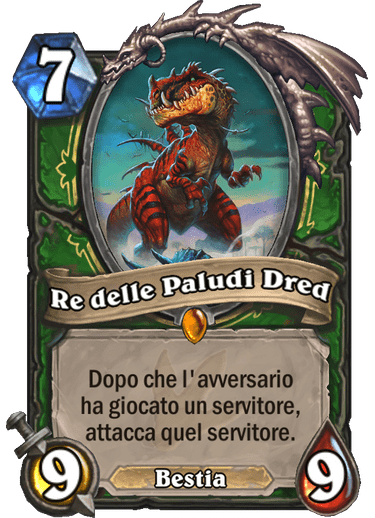 7
Re delle Paludi Dred
Dopo che l'avversario
ha giocato un servitore,
attacca quel servitore.
9
Bestia
9